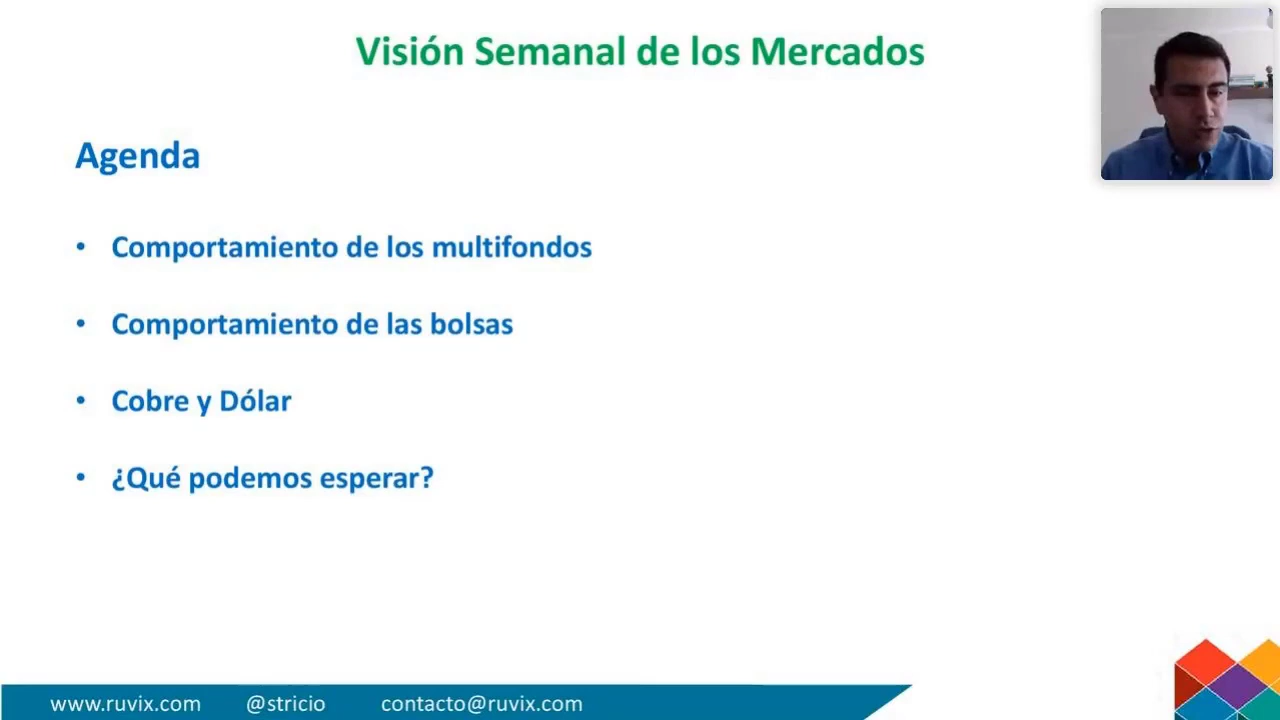 Visión Semanal de los Mercados
Agenda
• Comportamiento de los multifondos
• Comportamiento de las bolsas
• Cobre y Dólar
• ¿Qué podemos esperar?
www.ruvix.com @stricio contacto@ruvix.com